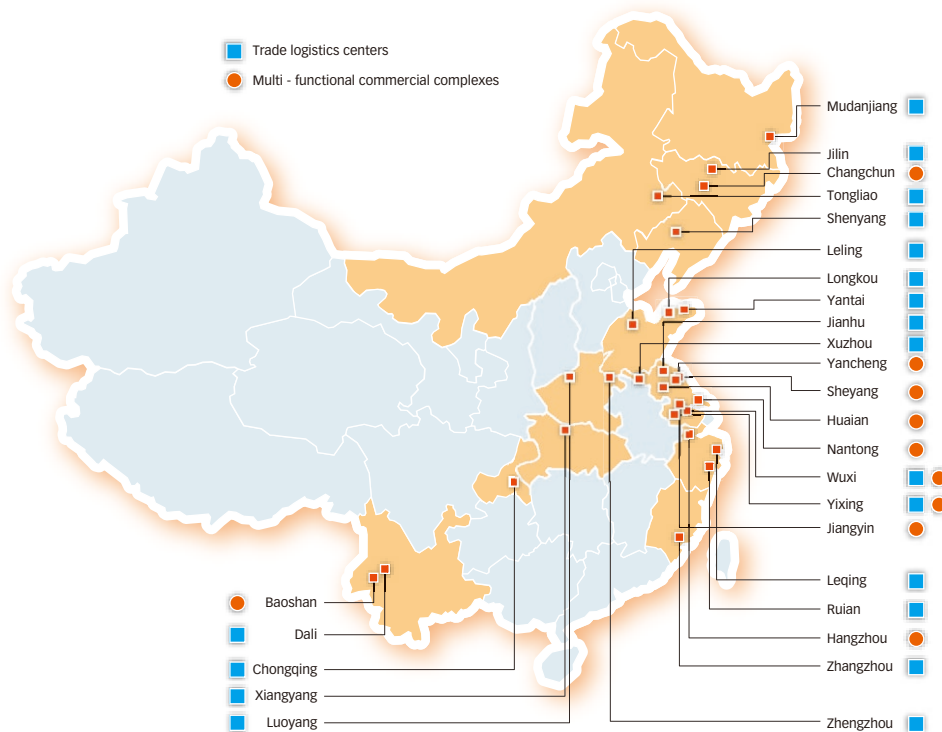 Trade logistics centers
Multi - functional commercial complexes
Mudanjiang
Jilin
Changchun
Tongliao
Shenyang
Leling
Longkou
Yantai
Jianhu
Xuzhou
Yancheng
Sheyang
Huaian
Nantong
Wuxi
Yixing
Jiangyin
Leqing
Ruian
Hangzhou
Zhangzhou
Zhengzhou
Baoshan
Dali
Chongqing
Xiangyang
Luoyang